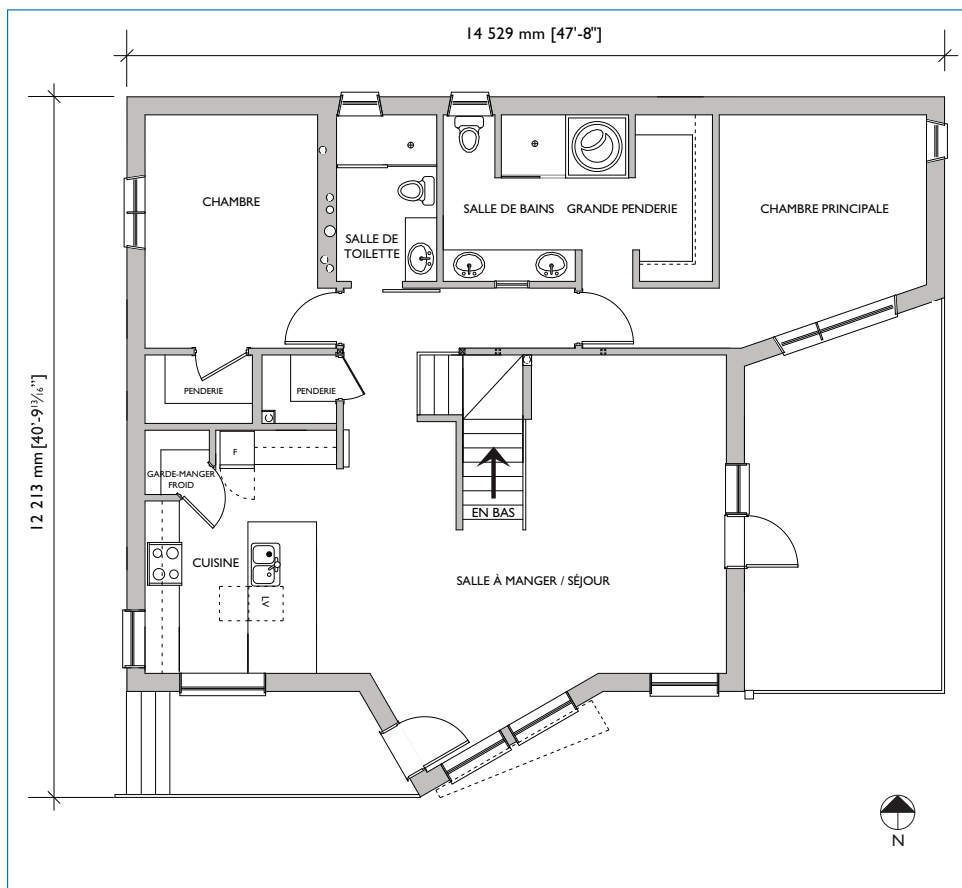 14 529 mm [47'-8"]
12 213 mm [40'-9 13/16"]
CHAMBRE
SALLE DE
TOILETTE
SALLE DE BAINS
GRANDE PENDERIE
CHAMBRE PRINCIPALE
PENDERIE
PENDERIE
F
GARDE-MANGER
FROID
EN BAS
CUISINE
LV
SALLE À MANGER / SÉJOUR
N